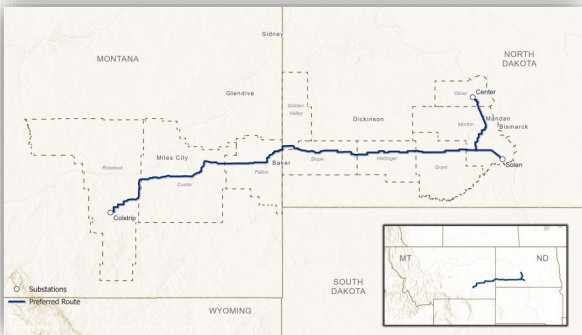 Sidney
MONTANA
NORTH
DAKOTA
Glendive
Center
Oliver
Golden
Valley
Dickinson
Mandan
Morton
Bismarck
Miles City
Baker
Slope
Hettinger
Solen
Rosebud
Fallon
Grant
Custer
Colstrip
MT
ND
SOUTH
DAKOTA
Substations
Preferred Route
WYOMING